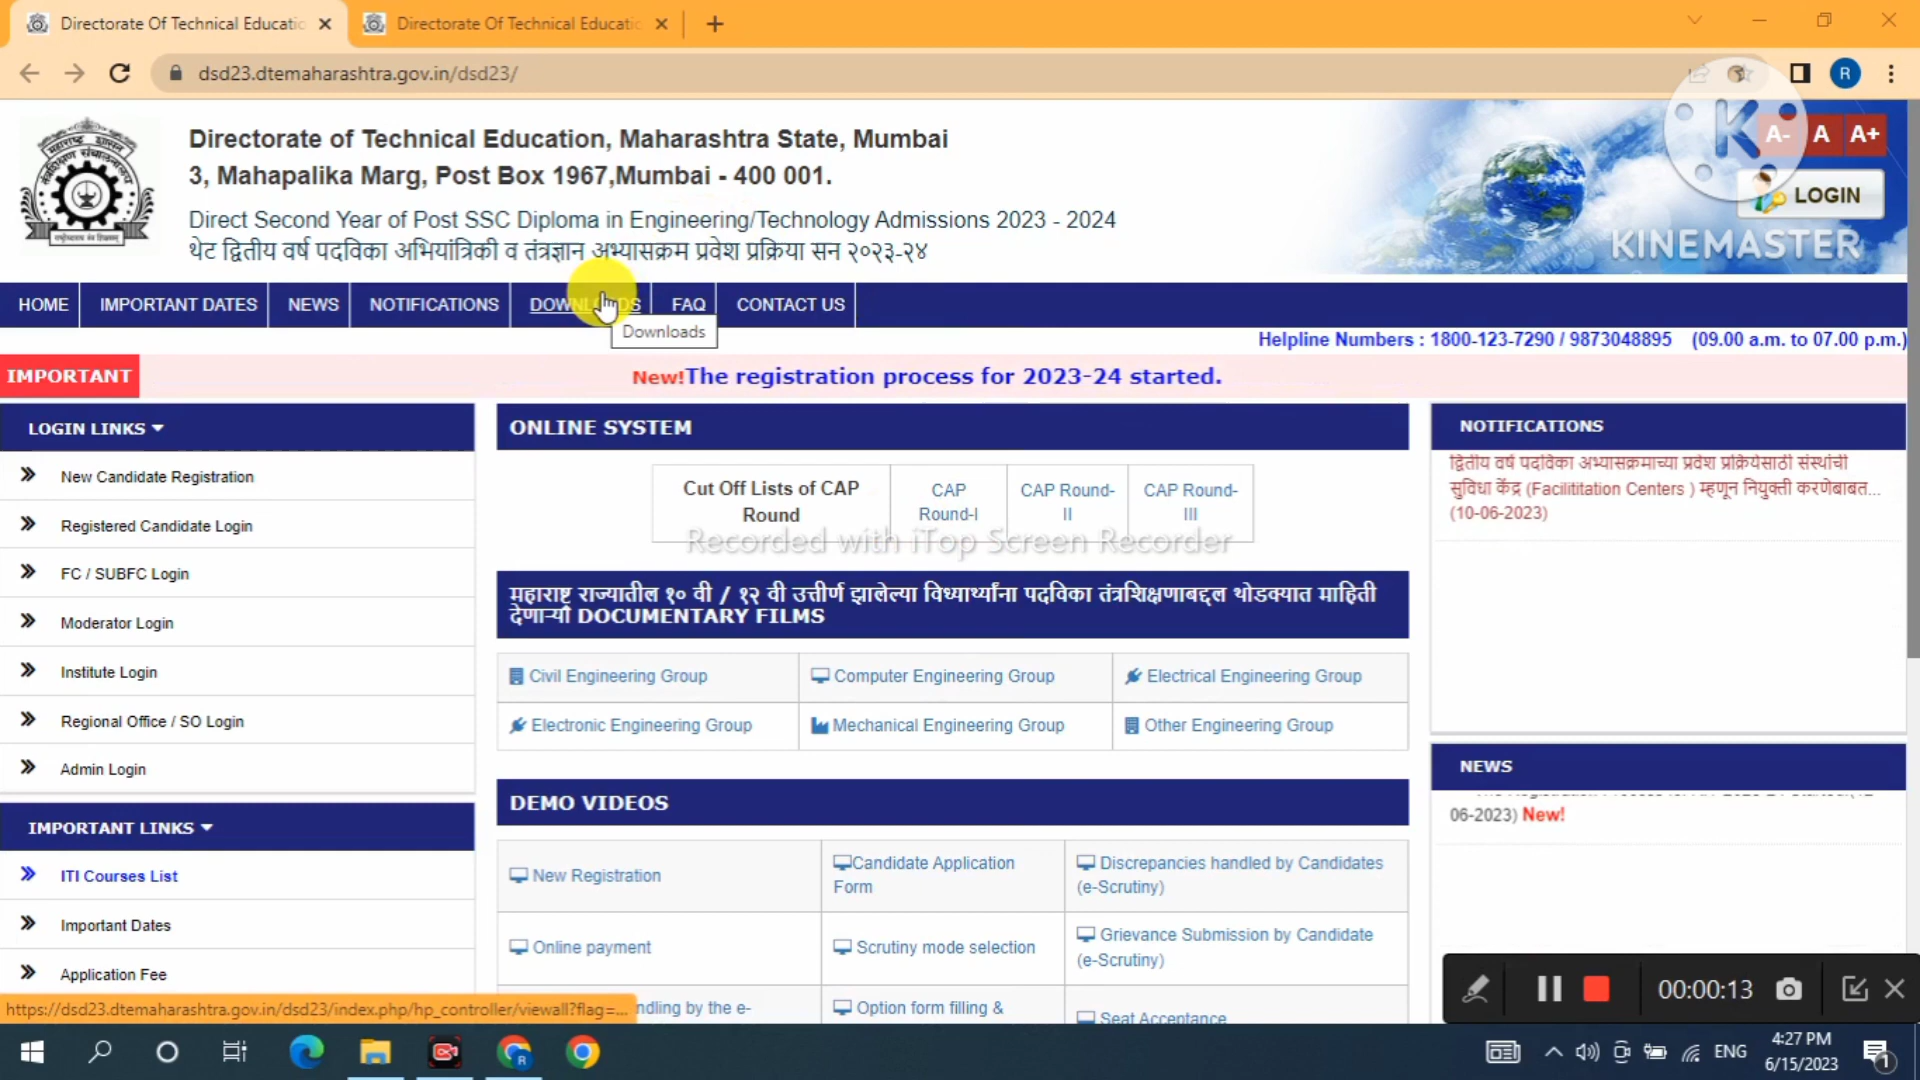 Directorate Of Technical Educatio
Directorate Of Technical Educatio
dsd23.dtemaharashtra.gov.in/dsd23/
R
Directorate of Technical Education, Maharashtra State, Mumbai
3, Mahapalika Marg, Post Box 1967,Mumbai - 400 001.
Direct Second Year of Post SSC Diploma in Engineering/Technology Admissions 2023 - 2024
थेट द्वितीय वर्ष पदविका अभियांत्रिकी व तंत्रज्ञान अभ्यासक्रम प्रवेश प्रक्रिया सन २०२३-२४
A- A A+
K
LOGIN
KINEMASTER
HOME IMPORTANT DATES NEWS NOTIFICATIONS DOWNLOADS FAQ CONTACT US
Downloads
Helpline Numbers : 1800-123-7290 / 9873048895 (09.00 a.m. to 07.00 p.m.)
IMPORTANT
New!The registration process for 2023-24 started.
LOGIN LINKS
New Candidate Registration
Registered Candidate Login
FC / SUBFC Login
Moderator Login
Institute Login
Regional Office / SO Login
Admin Login
IMPORTANT LINKS
ITI Courses List
Important Dates
Application Fee
https://dsd23.dtemaharashtra.gov.in/dsd23/index.php/hp_controller/viewall?flag=...
ONLINE SYSTEM
Cut Off Lists of CAP
Round
CAP
Round-I
CAP Round-
II
CAP Round-
III
Recorded with iTop Screen Recorder
महाराष्ट्र राज्यातील १० वी / १२ वी उत्तीर्ण झालेल्या विध्यार्थ्यांना पदविका तंत्रशिक्षणाबद्दल थोडक्यात माहिती
देणाऱ्या DOCUMENTARY FILMS
Civil Engineering Group
Computer Engineering Group
Electrical Engineering Group
Electronic Engineering Group
Mechanical Engineering Group
Other Engineering Group
DEMO VIDEOS
New Registration
Candidate Application
Form
Discrepancies handled by Candidates
(e-Scrutiny)
Online payment
Scrutiny mode selection
Grievance Submission by Candidate
(e-Scrutiny)
ndling by the e-
Option form filling &
Seat Acceptance
NOTIFICATIONS
द्वितीय वर्ष पदविका अभ्यासक्रमाच्या प्रवेश प्रक्रियेसाठी संस्थांची
सुविधा केंद्र (Facilititation Centers ) म्हणून नियुक्ती करणेबाबत...
(10-06-2023)
NEWS
06-2023) New!
00:00:13
R
ENG
4:27 PM
6/15/2023
1